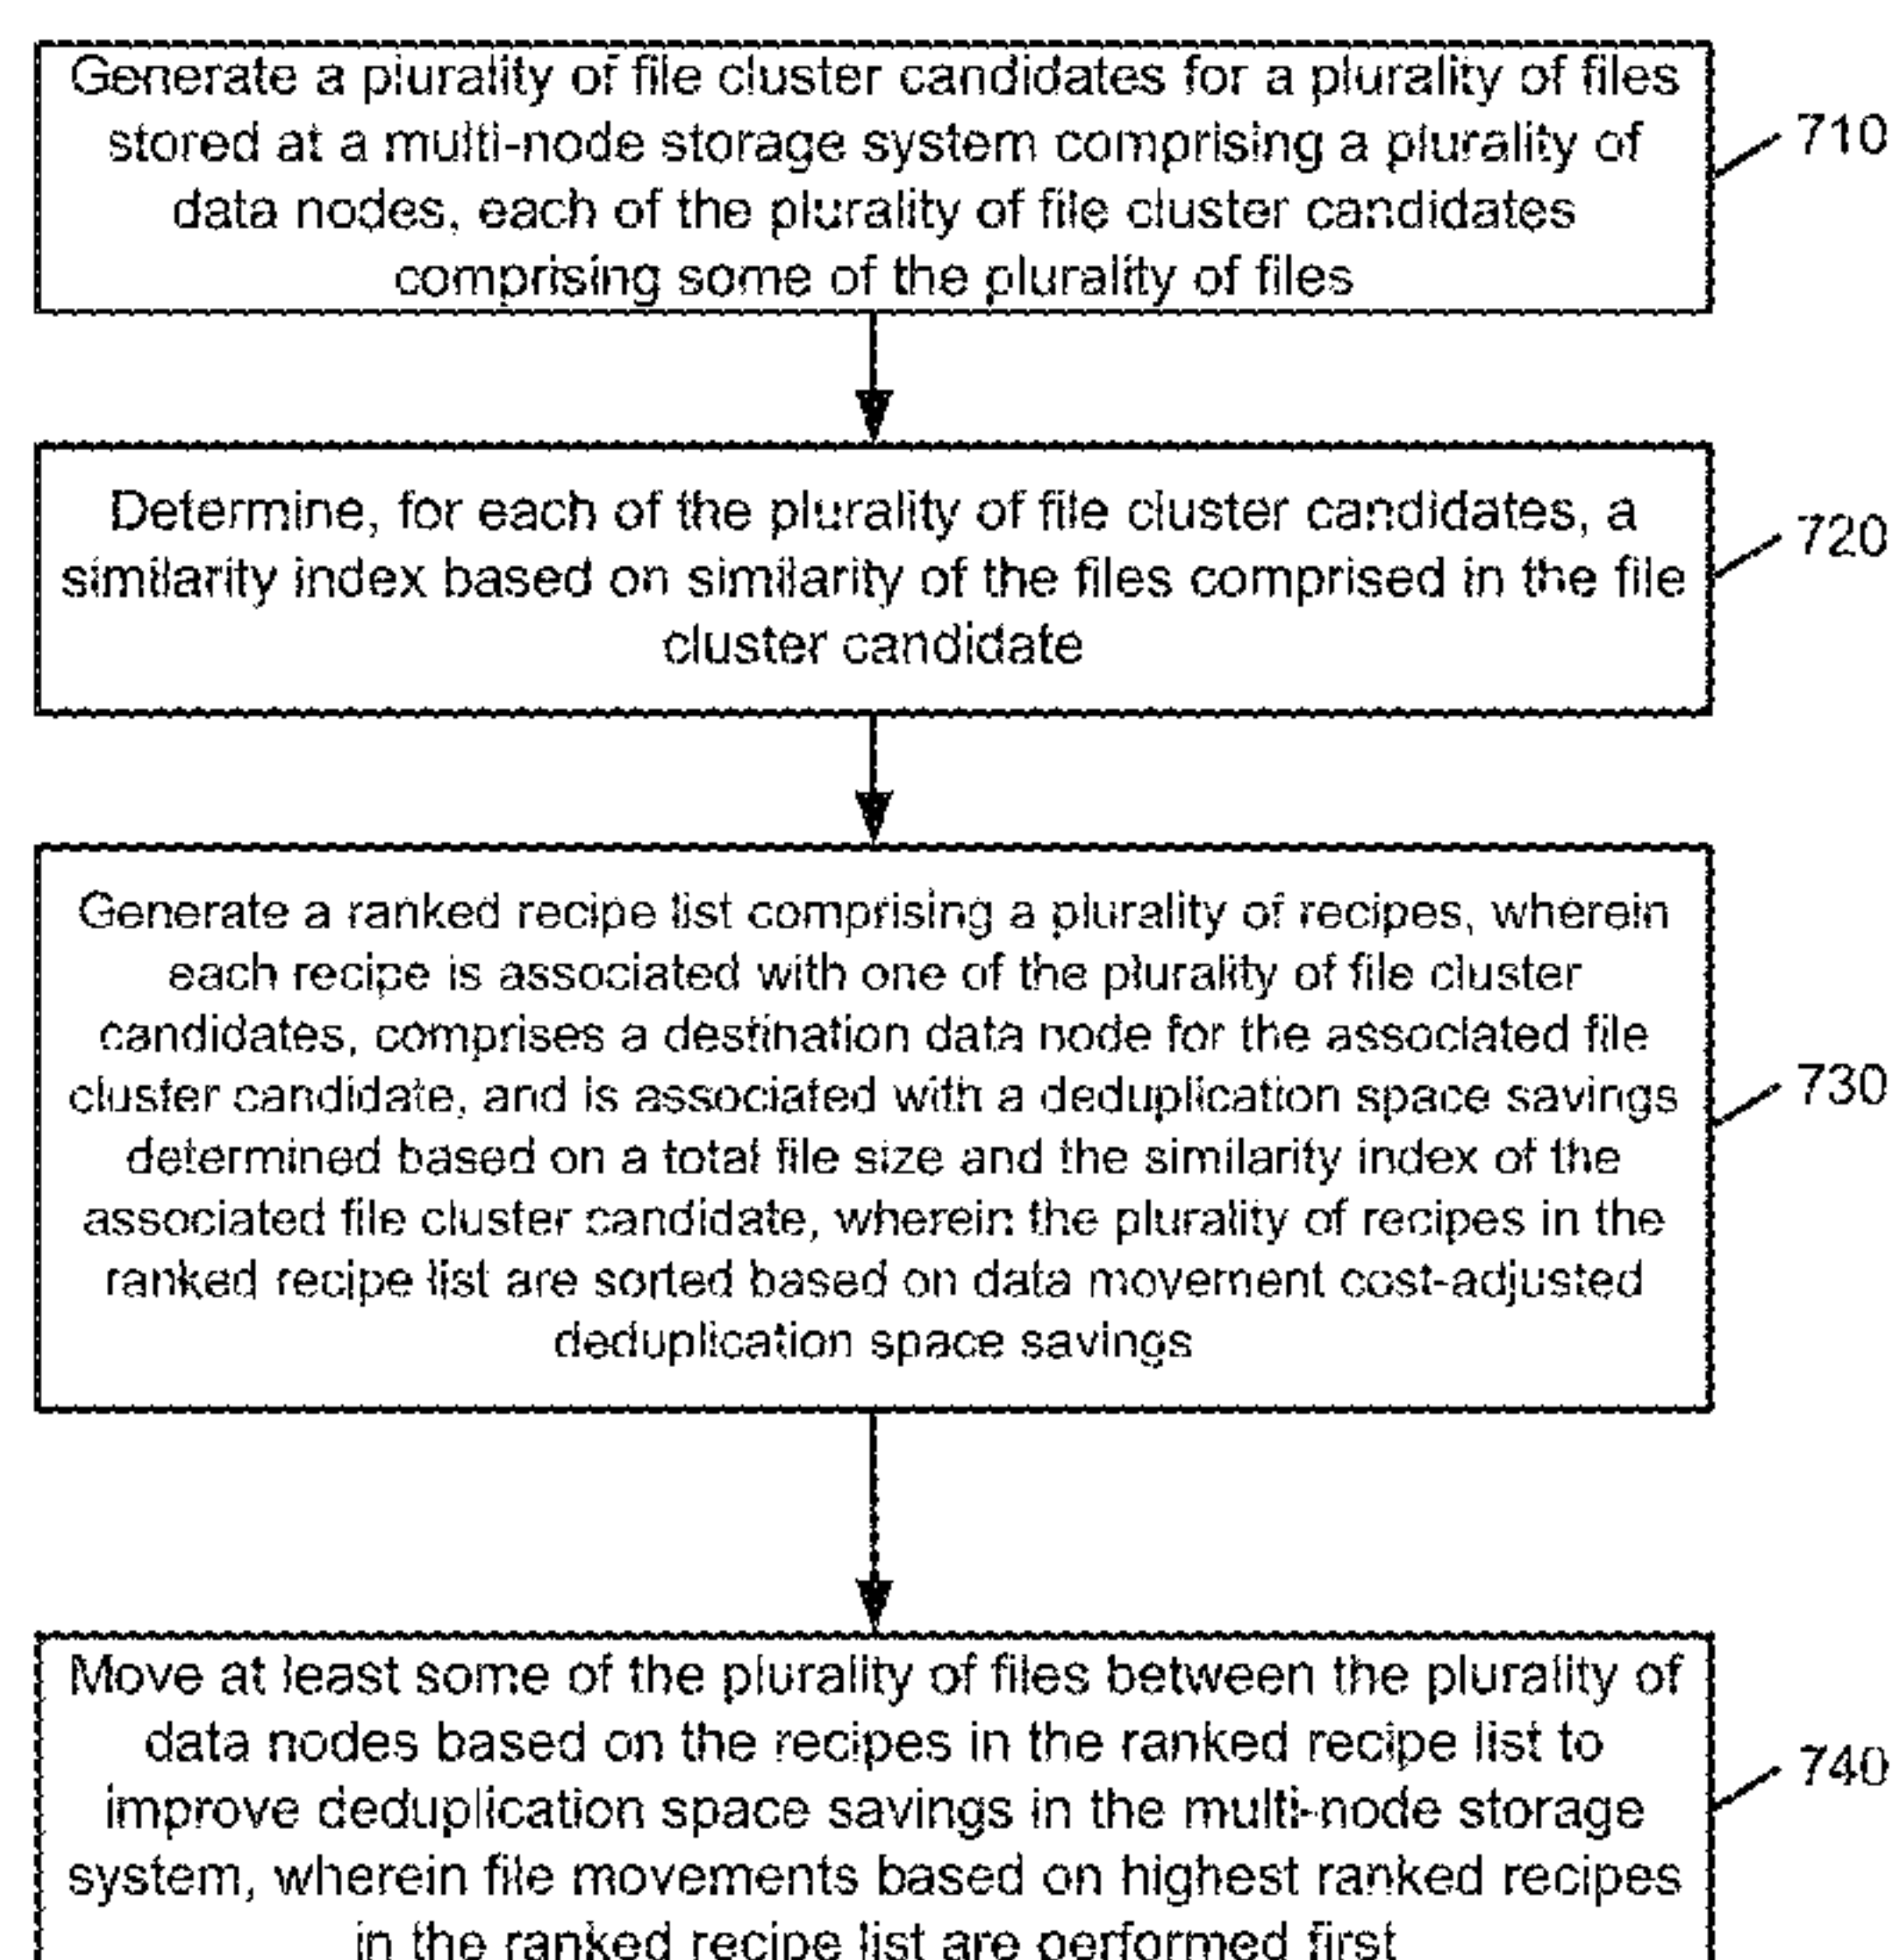 Generate a plurality of file cluster candidates for a plurality of files
stored at a multi-node storage system comprising a plurality of
data nodes, each of the plurality of file cluster candidates
comprising some of the plurality of files
710
Determine, for each of the plurality of file cluster candidates, a
similarity index based on similarity of the files comprised in the file
cluster candidate
720
Generate a ranked recipe list comprising a plurality of recipes, wherein
each recipe is associated with one of the plurality of file cluster
candidates, comprises a destination data node for the associated file
cluster candidate, and is associated with a deduplication space savings
determined based on a total file size and the similarity index of the
associated file cluster candidate, wherein the plurality of recipes in the
ranked recipe list are sorted based on data movement cost-adjusted
deduplication space savings
730
Move at least some of the plurality of files between the plurality of
data nodes based on the recipes in the ranked recipe list to
improve deduplication space savings in the multi-node storage
system, wherein file movements based on highest ranked recipes
in the ranked recipe list are performed first
740